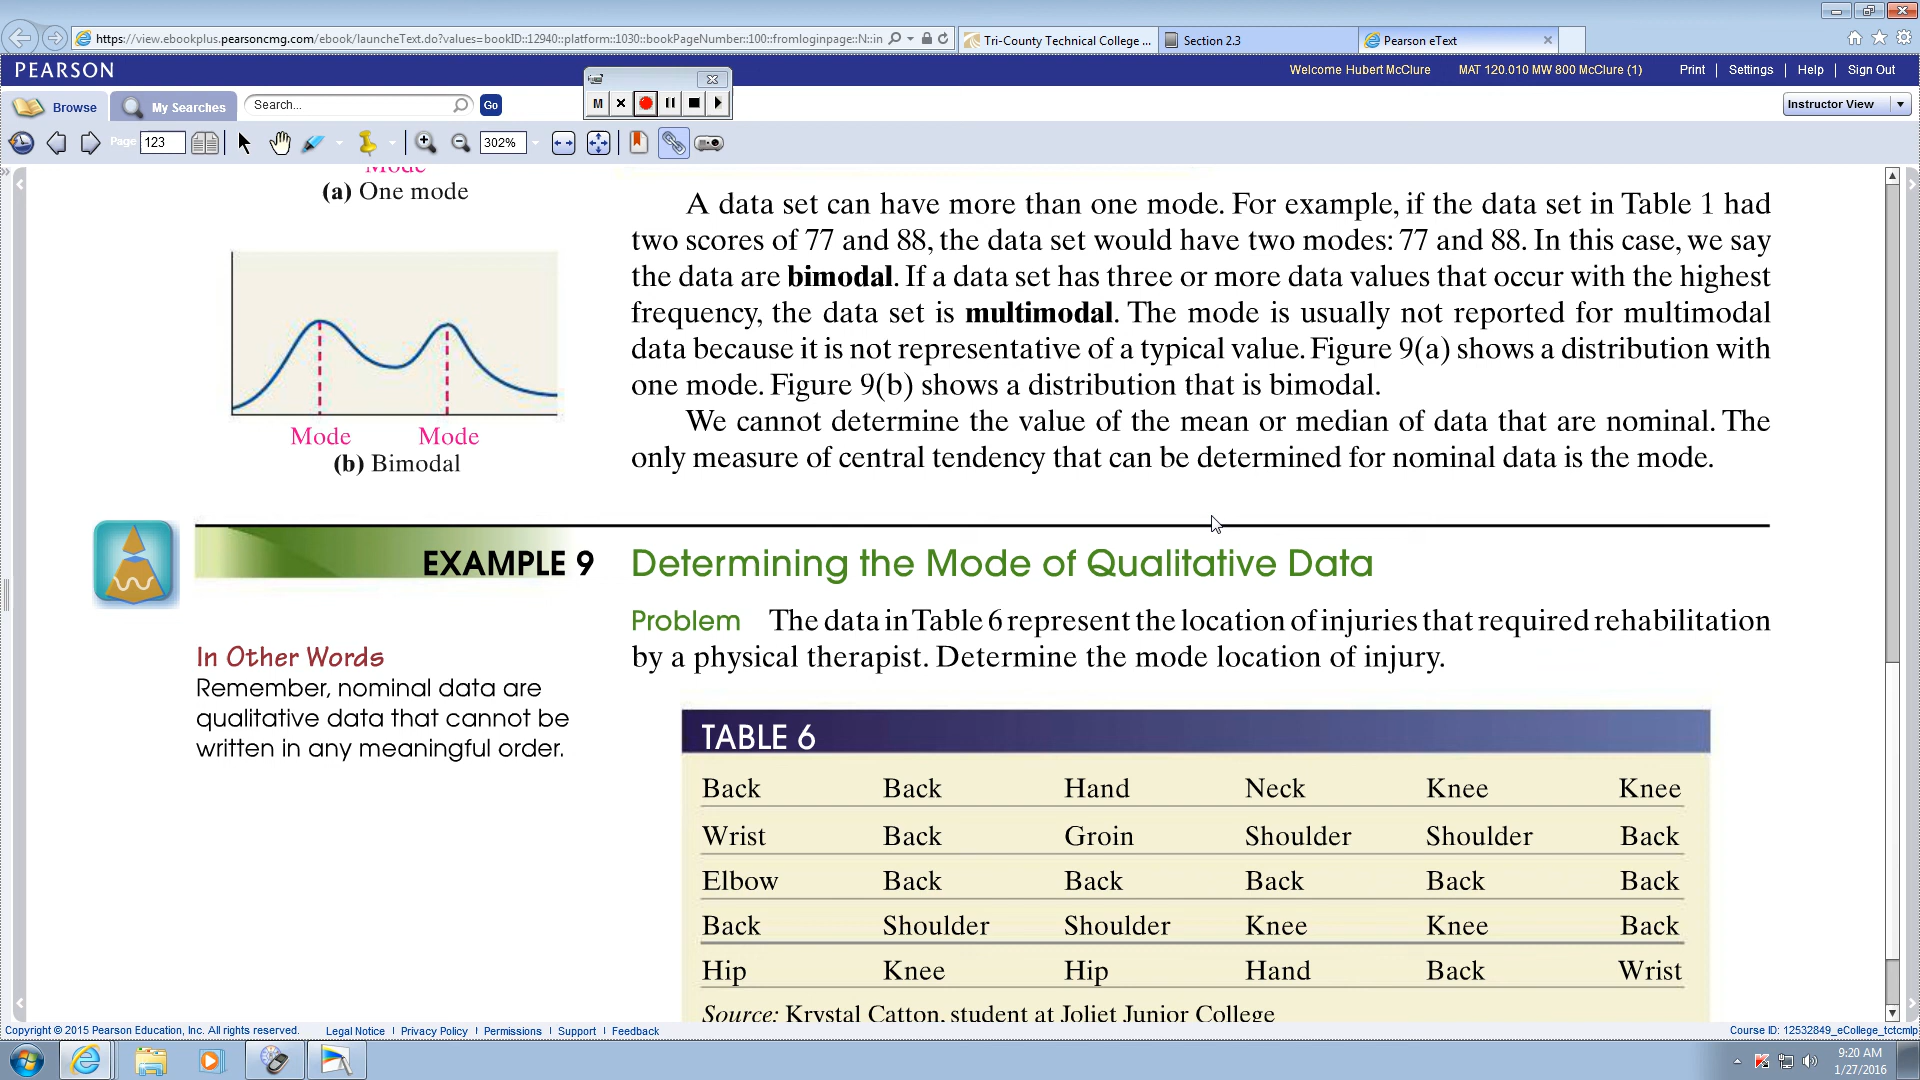 https://view.ebookplus.pearsoncmg.com/ebook/launcheText.do?values=bookID::12940::platform::1030::bookPageNumber::100::fromloginpage::N::in
Tri-County Technical College ...
Section 2.3
Pearson eText
PEARSON
Welcome Hubert McClure
MAT 120.010 MW 800 McClure (1)
Print
Settings
Help
Sign Out
Browse
My Searches
Search...
Go
M
Instructor View
Page
123
302%
Mode
(a) One mode
Mode Mode
(b) Bimodal
A data set can have more than one mode. For example, if the data set in Table 1 had
two scores of 77 and 88, the data set would have two modes: 77 and 88. In this case, we say
the data are bimodal. If a data set has three or more data values that occur with the highest
frequency, the data set is multimodal. The mode is usually not reported for multimodal
data because it is not representative of a typical value. Figure 9(a) shows a distribution with
one mode. Figure 9(b) shows a distribution that is bimodal.
We cannot determine the value of the mean or median of data that are nominal. The
only measure of central tendency that can be determined for nominal data is the mode.
EXAMPLE 9 Determining the Mode of Qualitative Data
Problem The data in Table 6 represent the location of injuries that required rehabilitation
by a physical therapist. Determine the mode location of injury.
In Other Words
Remember, nominal data are
qualitative data that cannot be
written in any meaningful order.
TABLE 6
Back Back Hand Neck Knee Knee
Wrist Back Groin Shoulder Shoulder Back
Elbow Back Back Back Back Back
Back Shoulder Shoulder Knee Knee Back
Hip Knee Hip Hand Back Wrist
Source: Krystal Catton, student at Joliet Junior College
Copyright © 2015 Pearson Education, Inc. All rights reserved.
Legal Notice | Privacy Policy | Permissions | Support | Feedback
Course ID: 12532849_eCollege_tctcmlp
9:20 AM
1/27/2016